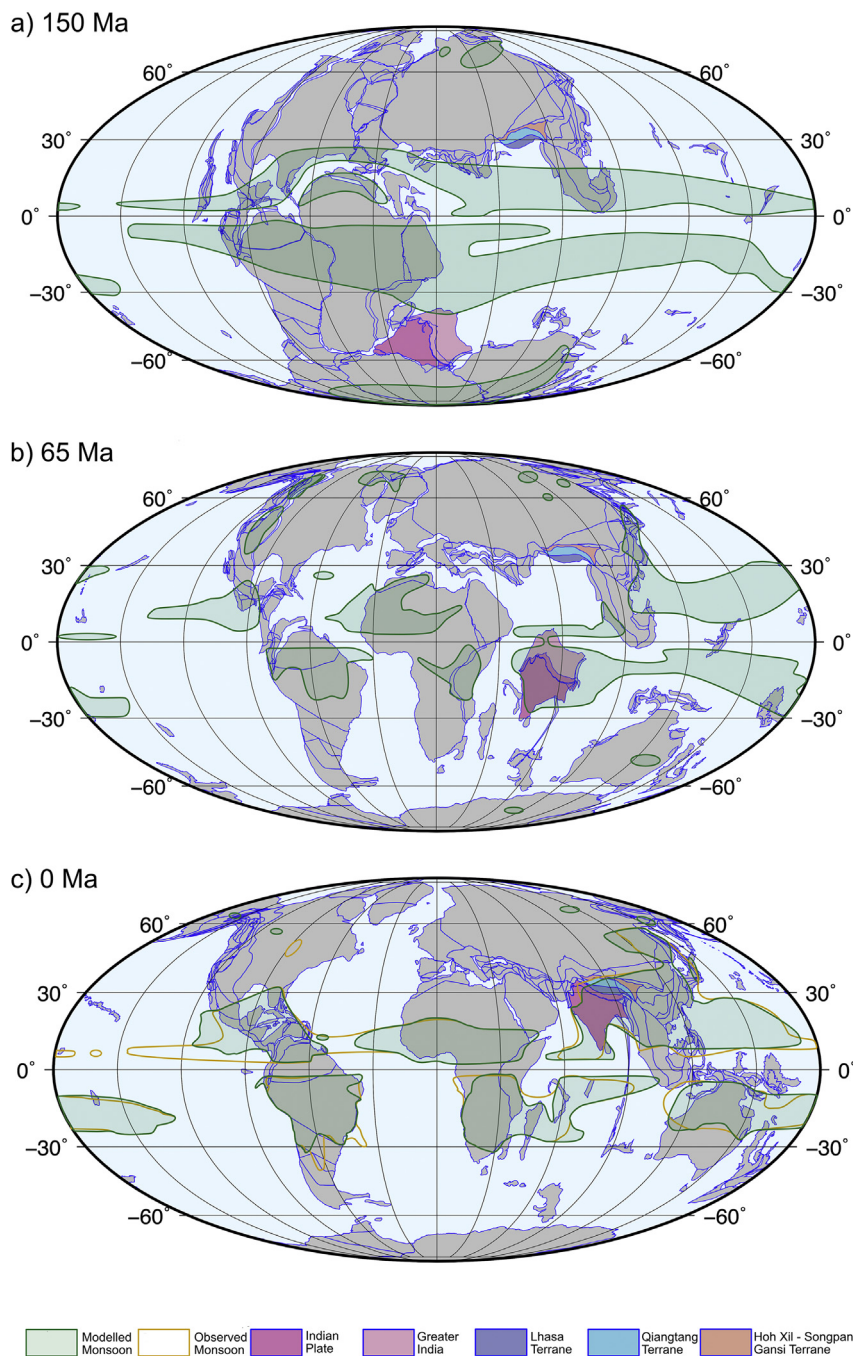 a) 150 Ma
60° 60°
30° 30°
0° 0°
–30° –30°
–60° –60°
b) 65 Ma
60° 60°
30° 30°
0° 0°
–30° –30°
–60° –60°
c) 0 Ma
60° 60°
30° 30°
0° 0°
–30° –30°
–60° –60°
Modelled Monsoon
Observed Monsoon
Indian Plate
Greater India
Lhasa Terrane
Qiangtang Terrane
Hoh Xil - Songpan Gansi Terrane